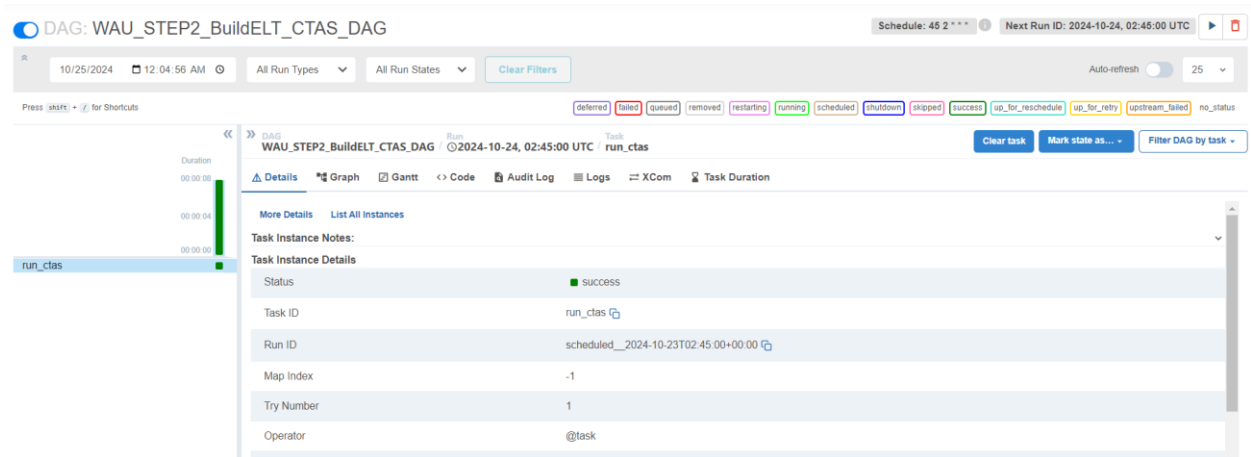 DAG: WAU_STEP2_BuildELT_CTAS_DAG Schedule: 45 2 * * * Next Run ID: 2024-10-24, 02:45:00 UTC
10/25/2024 12:04:56 AM All Run Types All Run States Clear Filters Auto-refresh 25
Press shift + / for Shortcuts deferred failed queued removed restarting running scheduled shutdown skipped success up_for_reschedule up_for_retry upstream_failed no_status
DAG Run Task
WAU_STEP2_BuildELT_CTAS_DAG / 2024-10-24, 02:45:00 UTC / run_ctas Clear task Mark state as... Filter DAG by task
Duration
00:00:08
00:00:04
00:00:00
run_ctas
Details Graph Gantt <> Code Audit Log Logs XCom Task Duration
More Details List All Instances
Task Instance Notes:
Task Instance Details
Status success
Task ID run_ctas
Run ID scheduled__2024-10-23T02:45:00+00:00
Map Index -1
Try Number 1
Operator @task